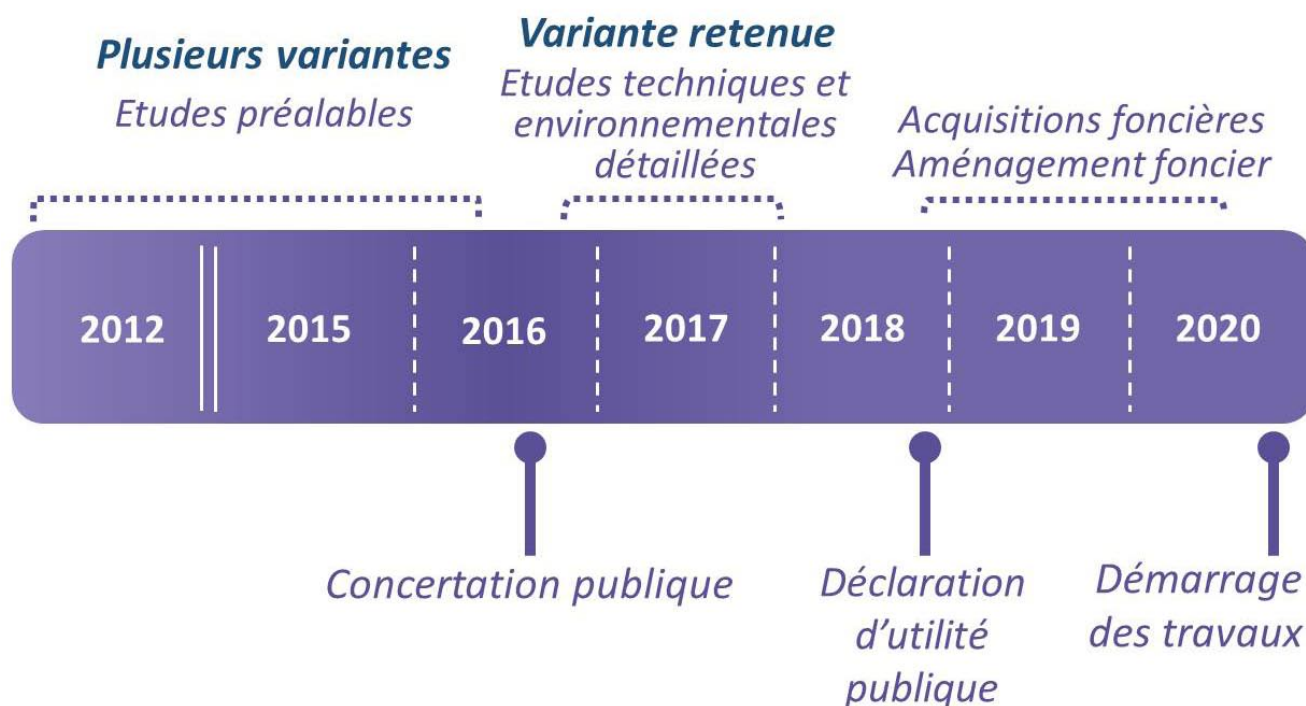 Plusieurs variantes
Etudes préalables
Variante retenue
Etudes techniques et
environnementales
détaillées
Acquisitions foncières
Aménagement foncier
2012
2015
2016
2017
2018
2019
2020
Concertation publique
Déclaration
d’utilité
publique
Démarrage
des travaux